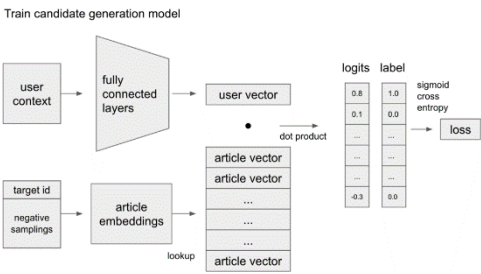 Train candidate generation model
user
context
fully
connected
layers
user vector
•
dot product
logits
label
0.8
1.0
0.1
0.0
...
...
...
...
...
...
-0.3
0.0
sigmoid
cross
entropy
loss
target id
negative
samplings
article
embeddings
lookup
article vector
article vector
...
...
...
article vector